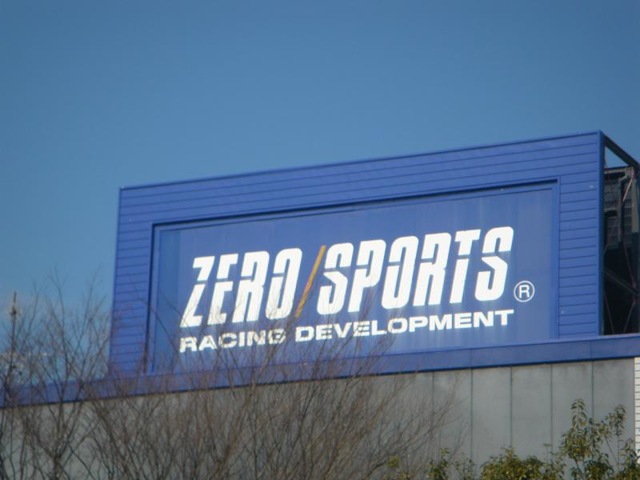 ZERO/SPORTS ®
RACING DEVELOPMENT